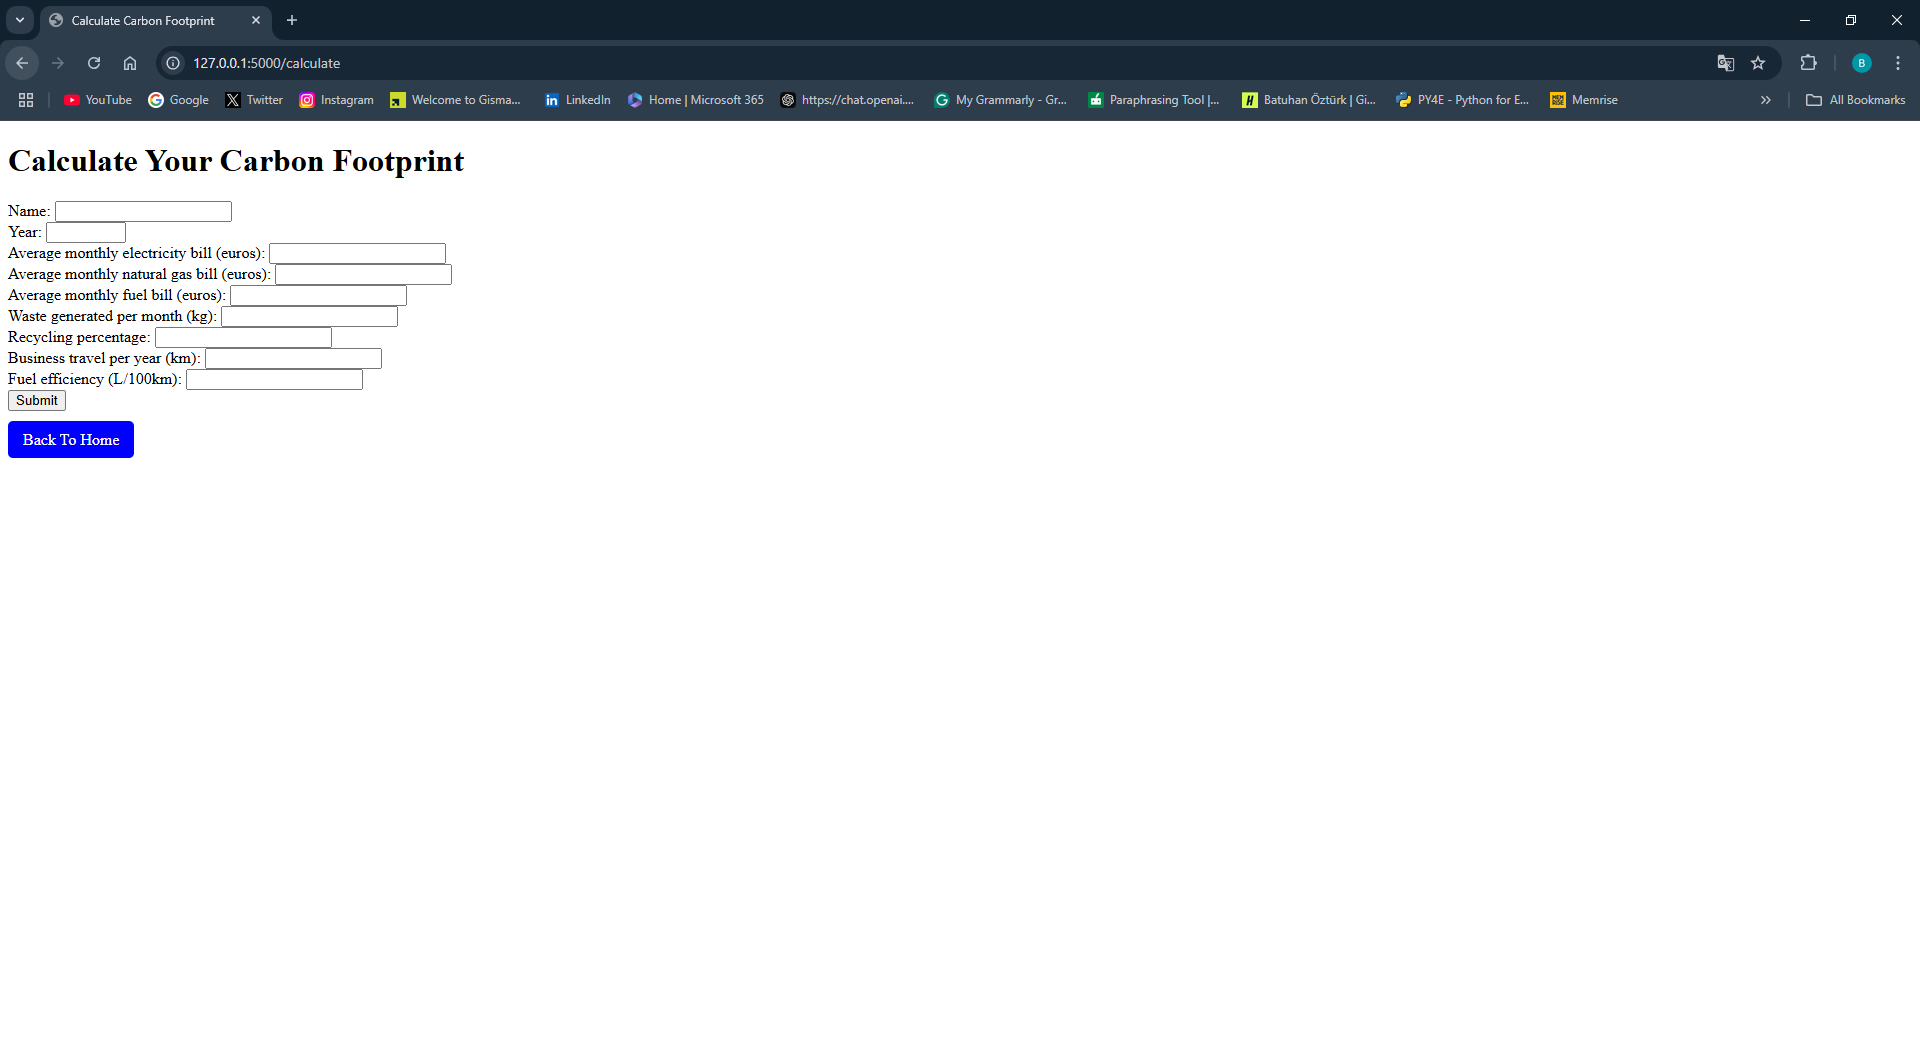 Calculate Carbon Footprint
127.0.0.1:5000/calculate
YouTube Google Twitter Instagram Welcome to Gisma... LinkedIn Home | Microsoft 365 https://chat.openai.... My Grammarly - Gr... Paraphrasing Tool |... Batuhan Öztürk | Gi... PY4E - Python for E... Memrise All Bookmarks
B
Calculate Your Carbon Footprint
Name:
Year:
Average monthly electricity bill (euros):
Average monthly natural gas bill (euros):
Average monthly fuel bill (euros):
Waste generated per month (kg):
Recycling percentage:
Business travel per year (km):
Fuel efficiency (L/100km):
Submit
Back To Home